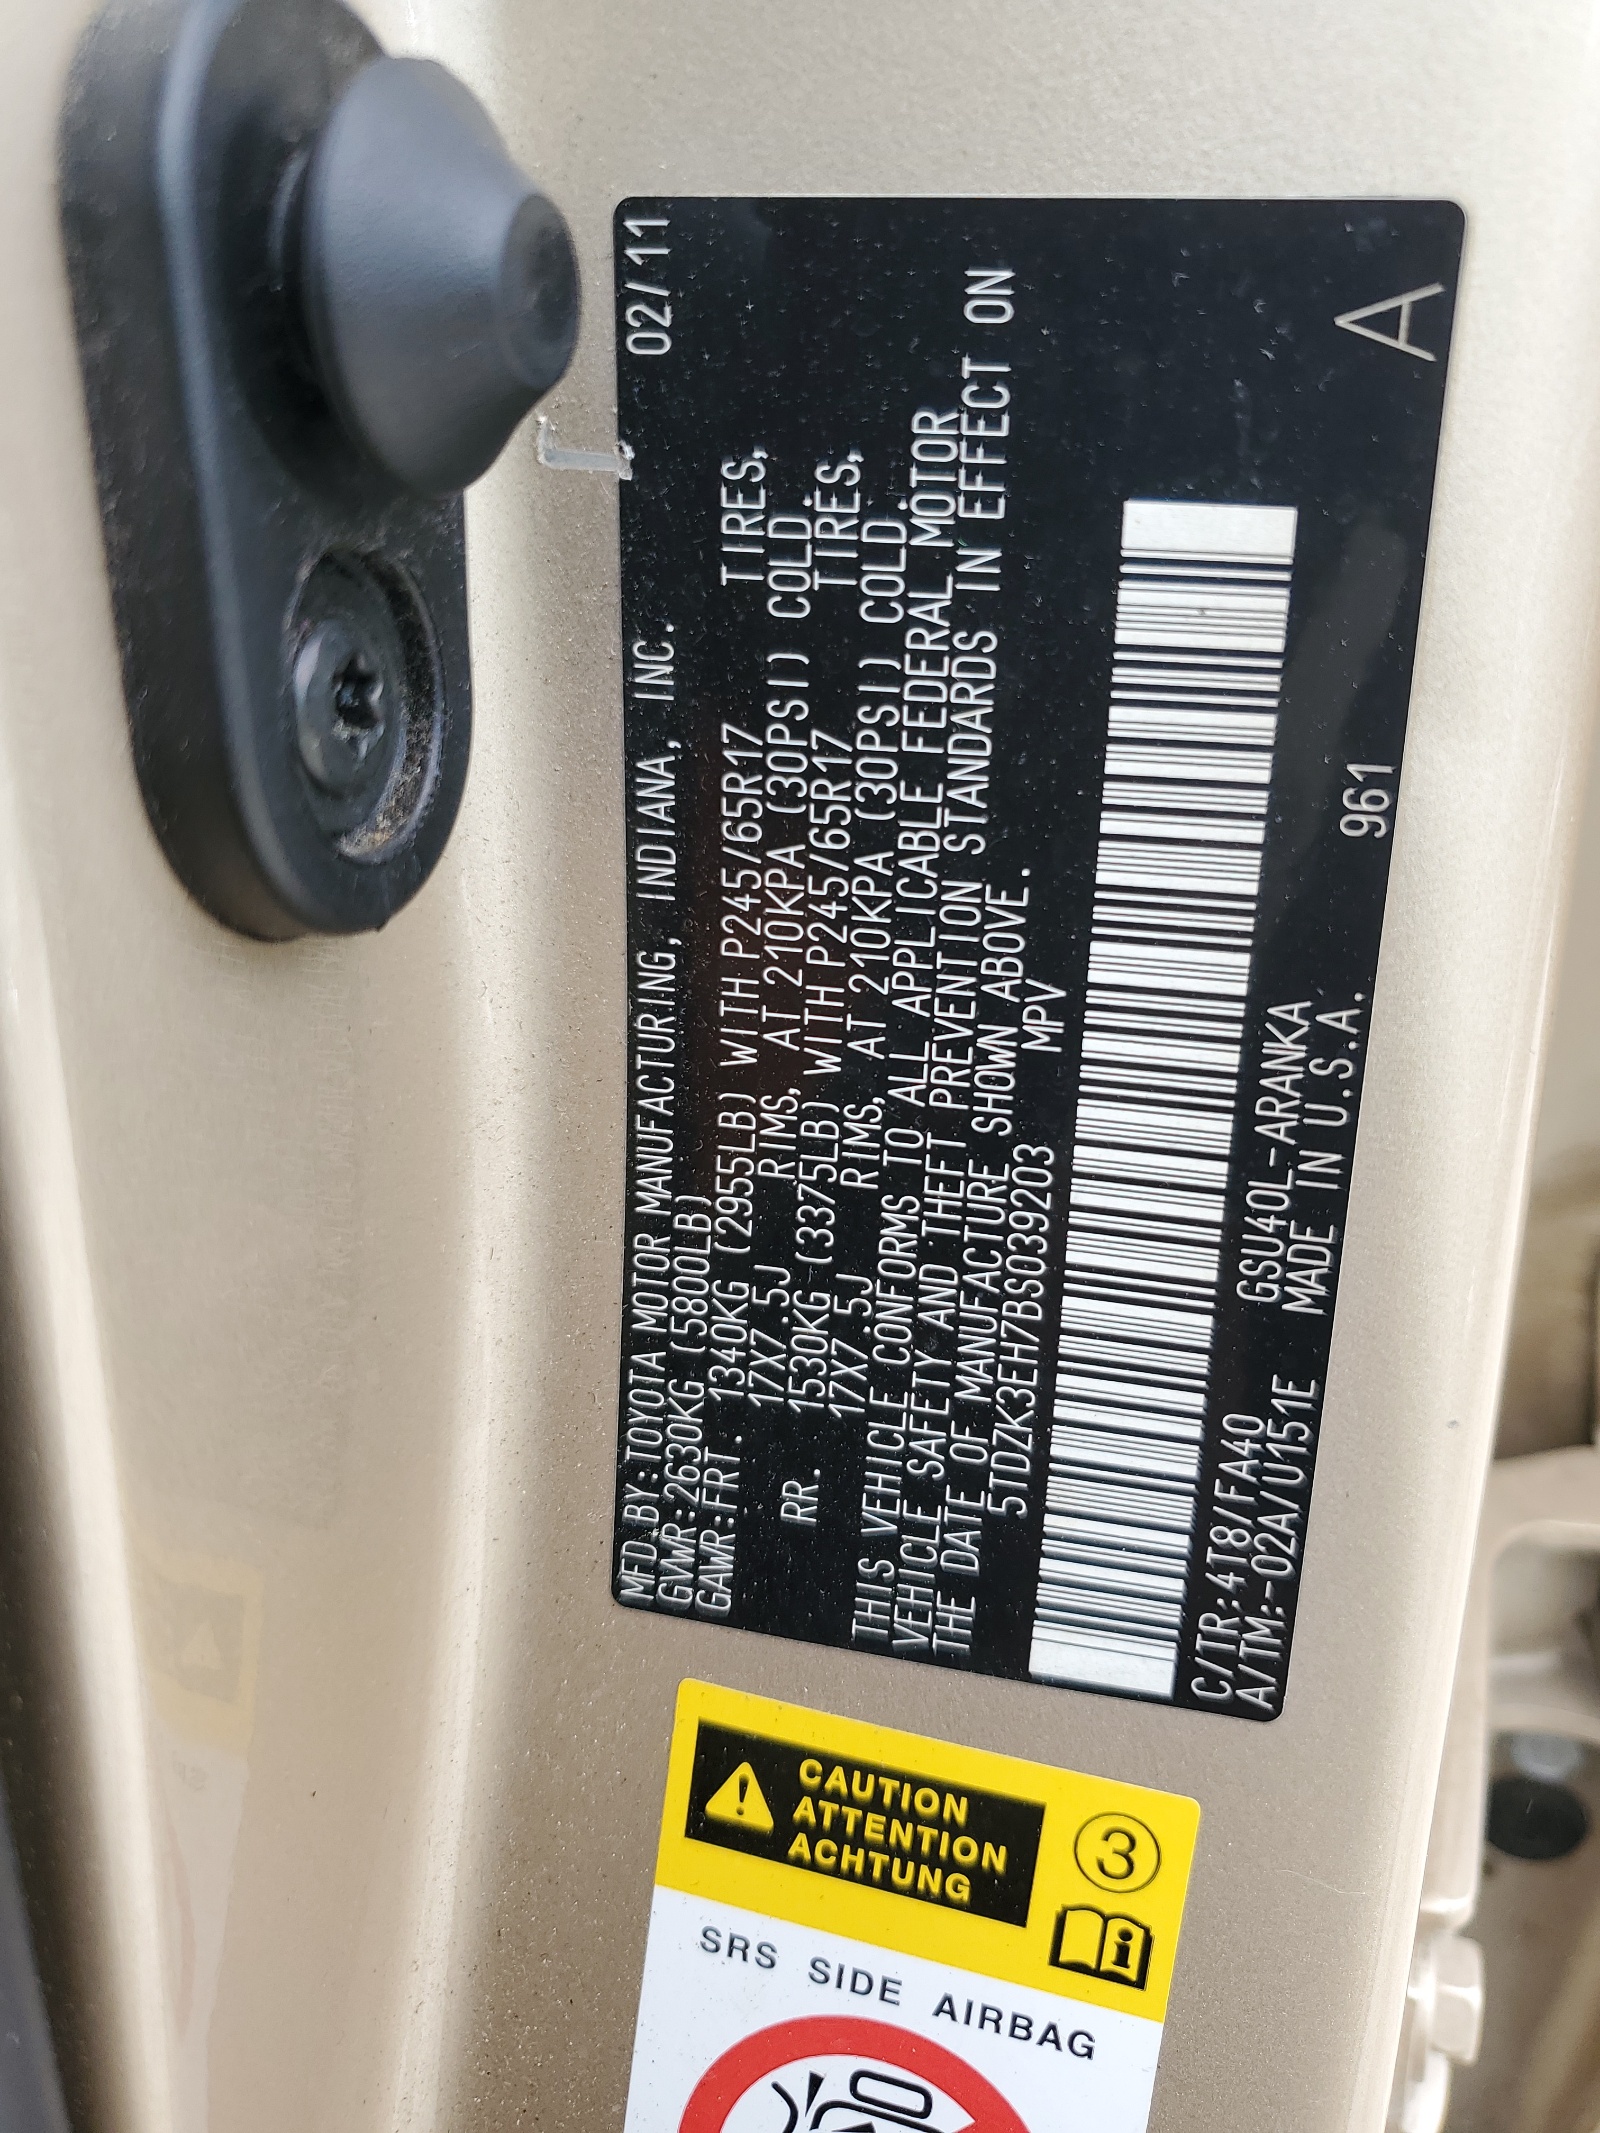 MFD.BY:TOYOTA MOTOR MANUFACTURING, INDIANA, INC. 02/11
GVWR:2630KG (5800LB)
GAWR:FRT. 1340KG (2955LB) WITH P245/65R17 TIRES,
17X7.5J RIMS, AT 210KPA (30PSI) COLD.
RR. 1530KG (3375LB) WITH P245/65R17 TIRES,
17X7.5J RIMS, AT 210KPA (30PSI) COLD.
THIS VEHICLE CONFORMS TO ALL APPLICABLE FEDERAL MOTOR
VEHICLE SAFETY AND THEFT PREVENTION STANDARDS IN EFFECT ON
THE DATE OF MANUFACTURE SHOWN ABOVE.
5TDZK3EH7BS039203 MPV
C/TR:4T8/FA40 GSU40L-ARANKA
A/TM:-02A/U151E MADE IN U.S.A. 961 A
CAUTION
ATTENTION
ACHTUNG
3
i
SRS SIDE AIRBAG